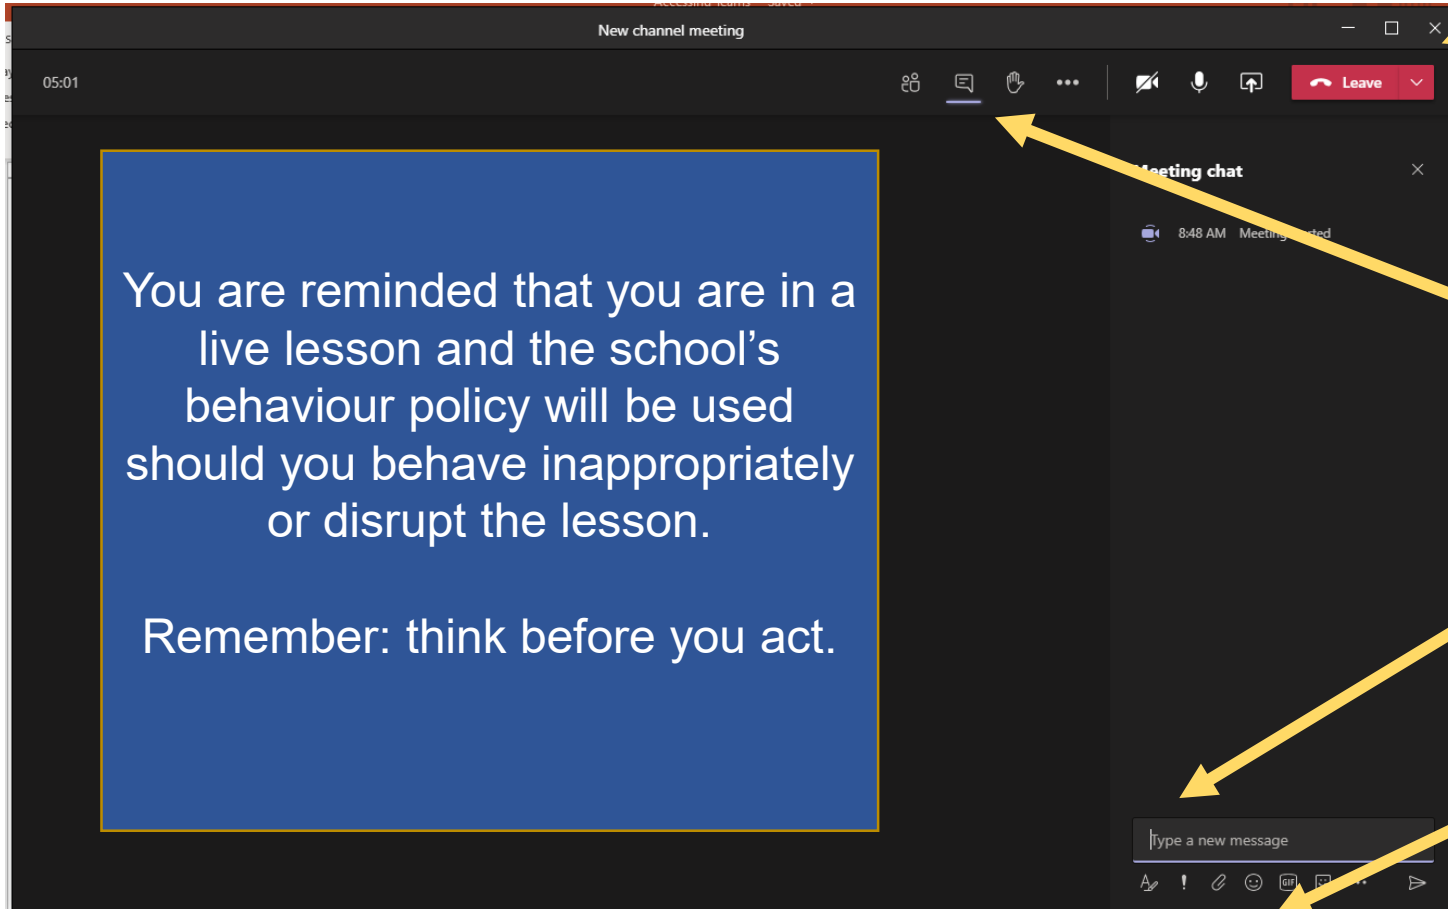 New channel meeting
05:01
Leave
Meeting chat
8:48 AM Meeting
You are reminded that you are in a
live lesson and the school's
behaviour policy will be used
should you behave inappropriately
or disrupt the lesson.
Remember: think before you act.
Type a new message
GIF